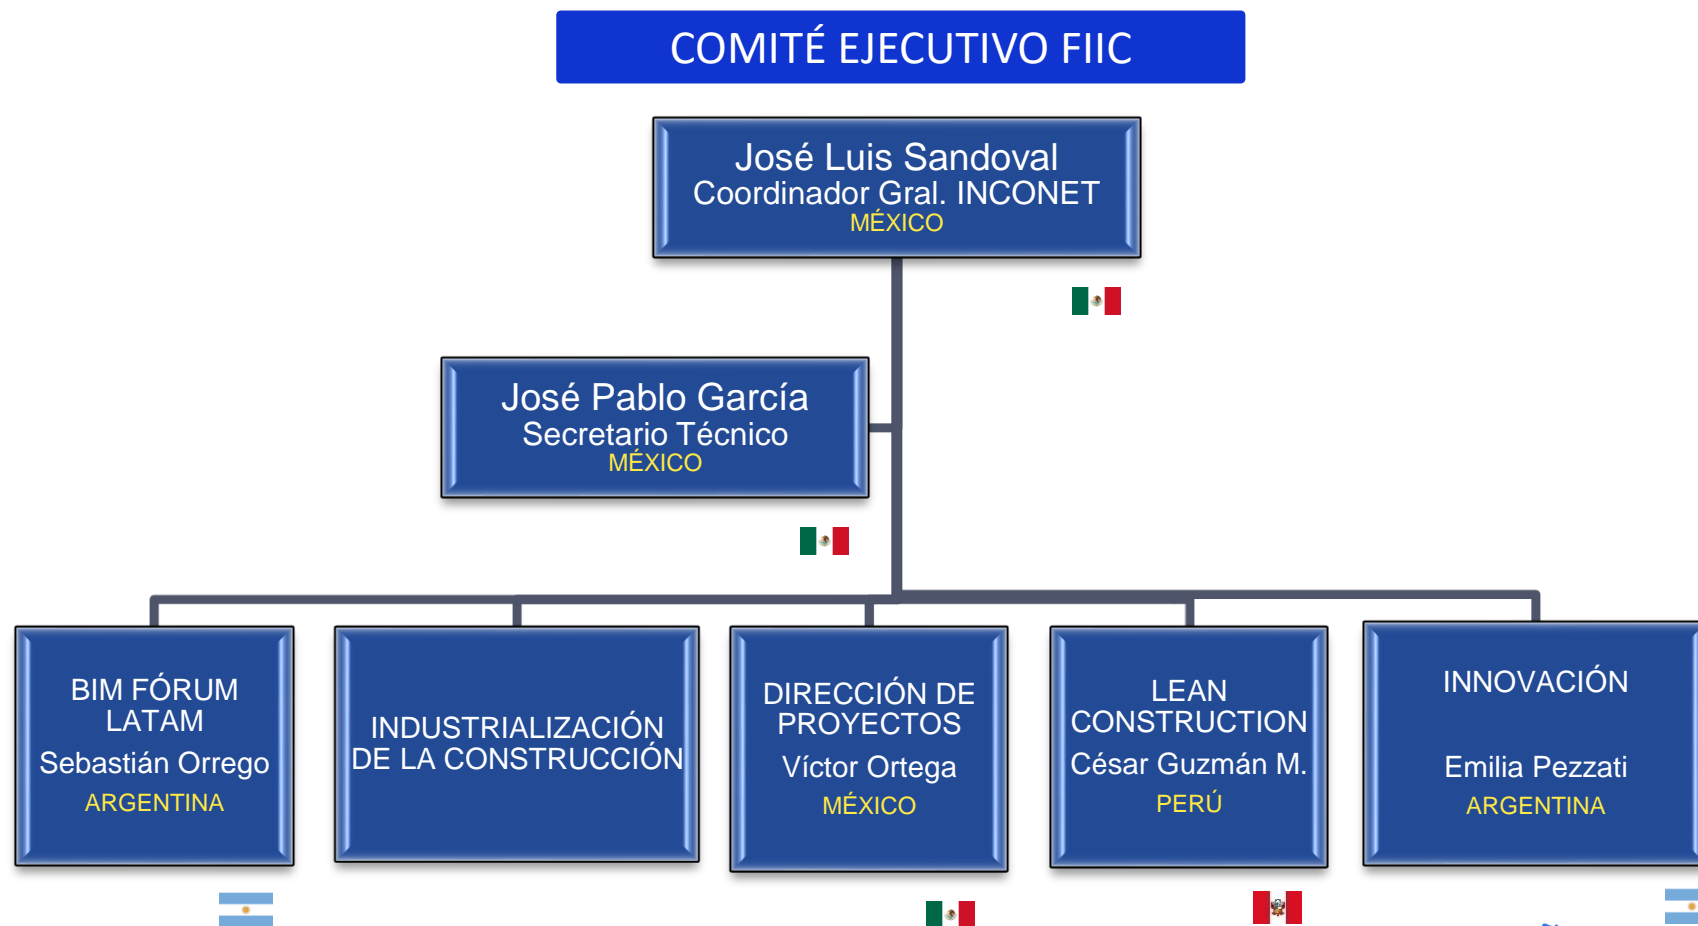 COMITÉ EJECUTIVO FIIC
José Luis Sandoval
Coordinador Gral. INCONET
MÉXICO
José Pablo García
Secretario Técnico
MÉXICO
BIM FÓRUM
LATAM
Sebastián Orrego
ARGENTINA
INDUSTRIALIZACIÓN
DE LA CONSTRUCCIÓN
DIRECCIÓN DE
PROYECTOS
Víctor Ortega
MÉXICO
LEAN
CONSTRUCTION
César Guzmán M.
PERÚ
INNOVACIÓN
Emilia Pezzati
ARGENTINA